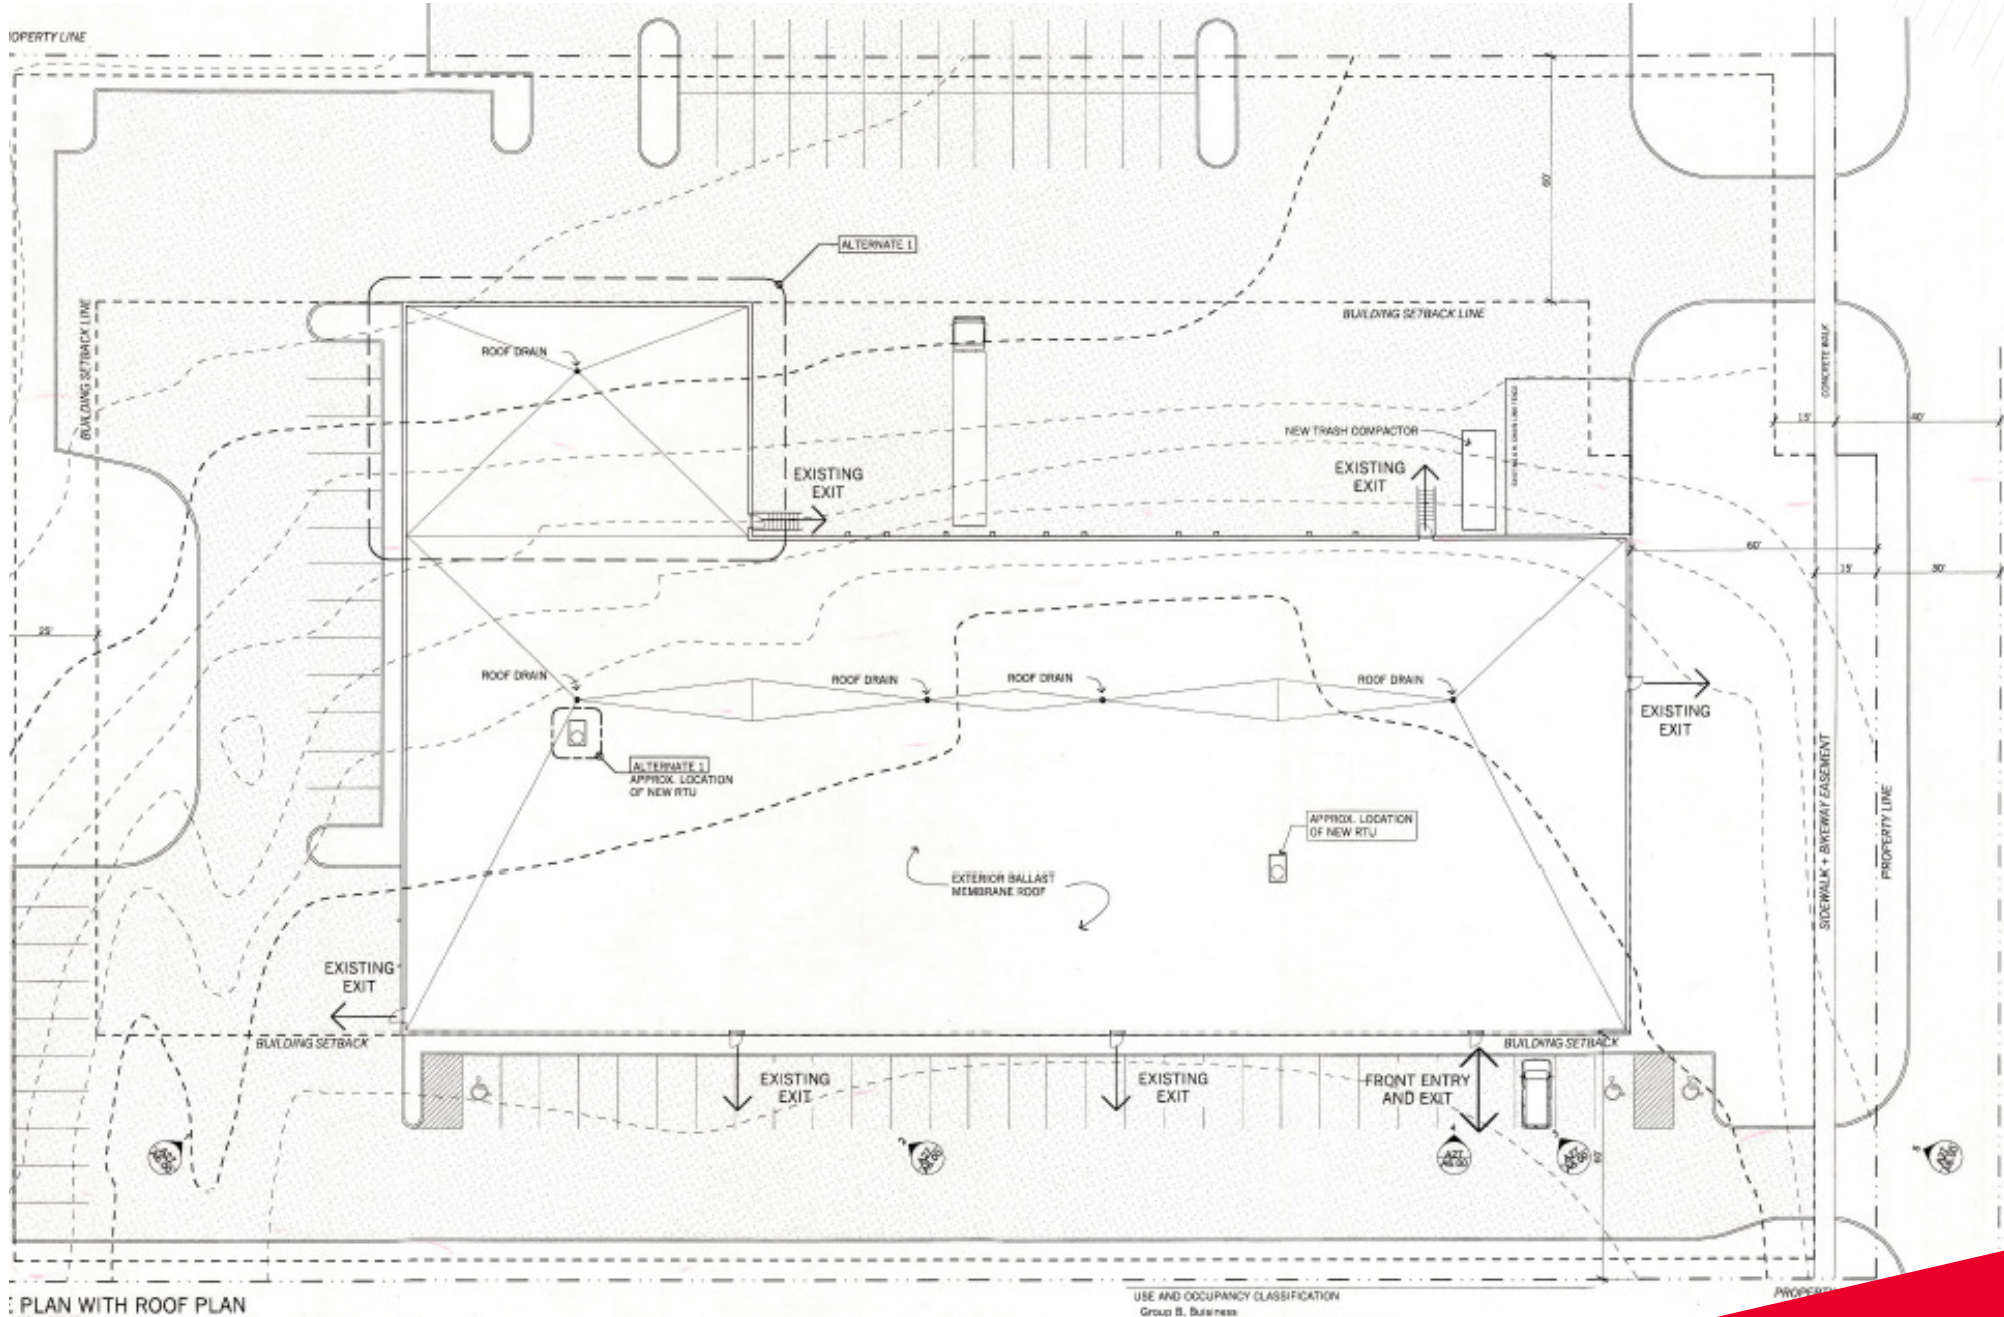 OPERTY LINE
ALTERNATE 1
60'
BUILDING SETBACK LINE
BUILDING SETBACK LINE
CONCRETE WALK
ROOF DRAIN
15'
40'
NEW TRASH COMPACTOR
EXISTING
EXIT
EXISTING
EXIT
60'
15'
25'
ROOF DRAIN
ROOF DRAIN
ROOF DRAIN
ROOF DRAIN
EXISTING
EXIT
ALTERNATE 1
APPROX. LOCATION
OF NEW RTU
APPROX. LOCATION
OF NEW RTU
SIDEWALK + BIKEWAY EASEMENT
PROPERTY LINE
EXTERIOR BALLAST
MEMBRANE ROOF
EXISTING
EXIT
BUILDING SETBACK
BUILDING SETBACK
EXISTING
EXIT
EXISTING
EXIT
FRONT ENTRY
AND EXIT
60'
: PLAN WITH ROOF PLAN
USE AND OCCUPANCY CLASSIFICATION
Group B, Buisness
PROPERTY